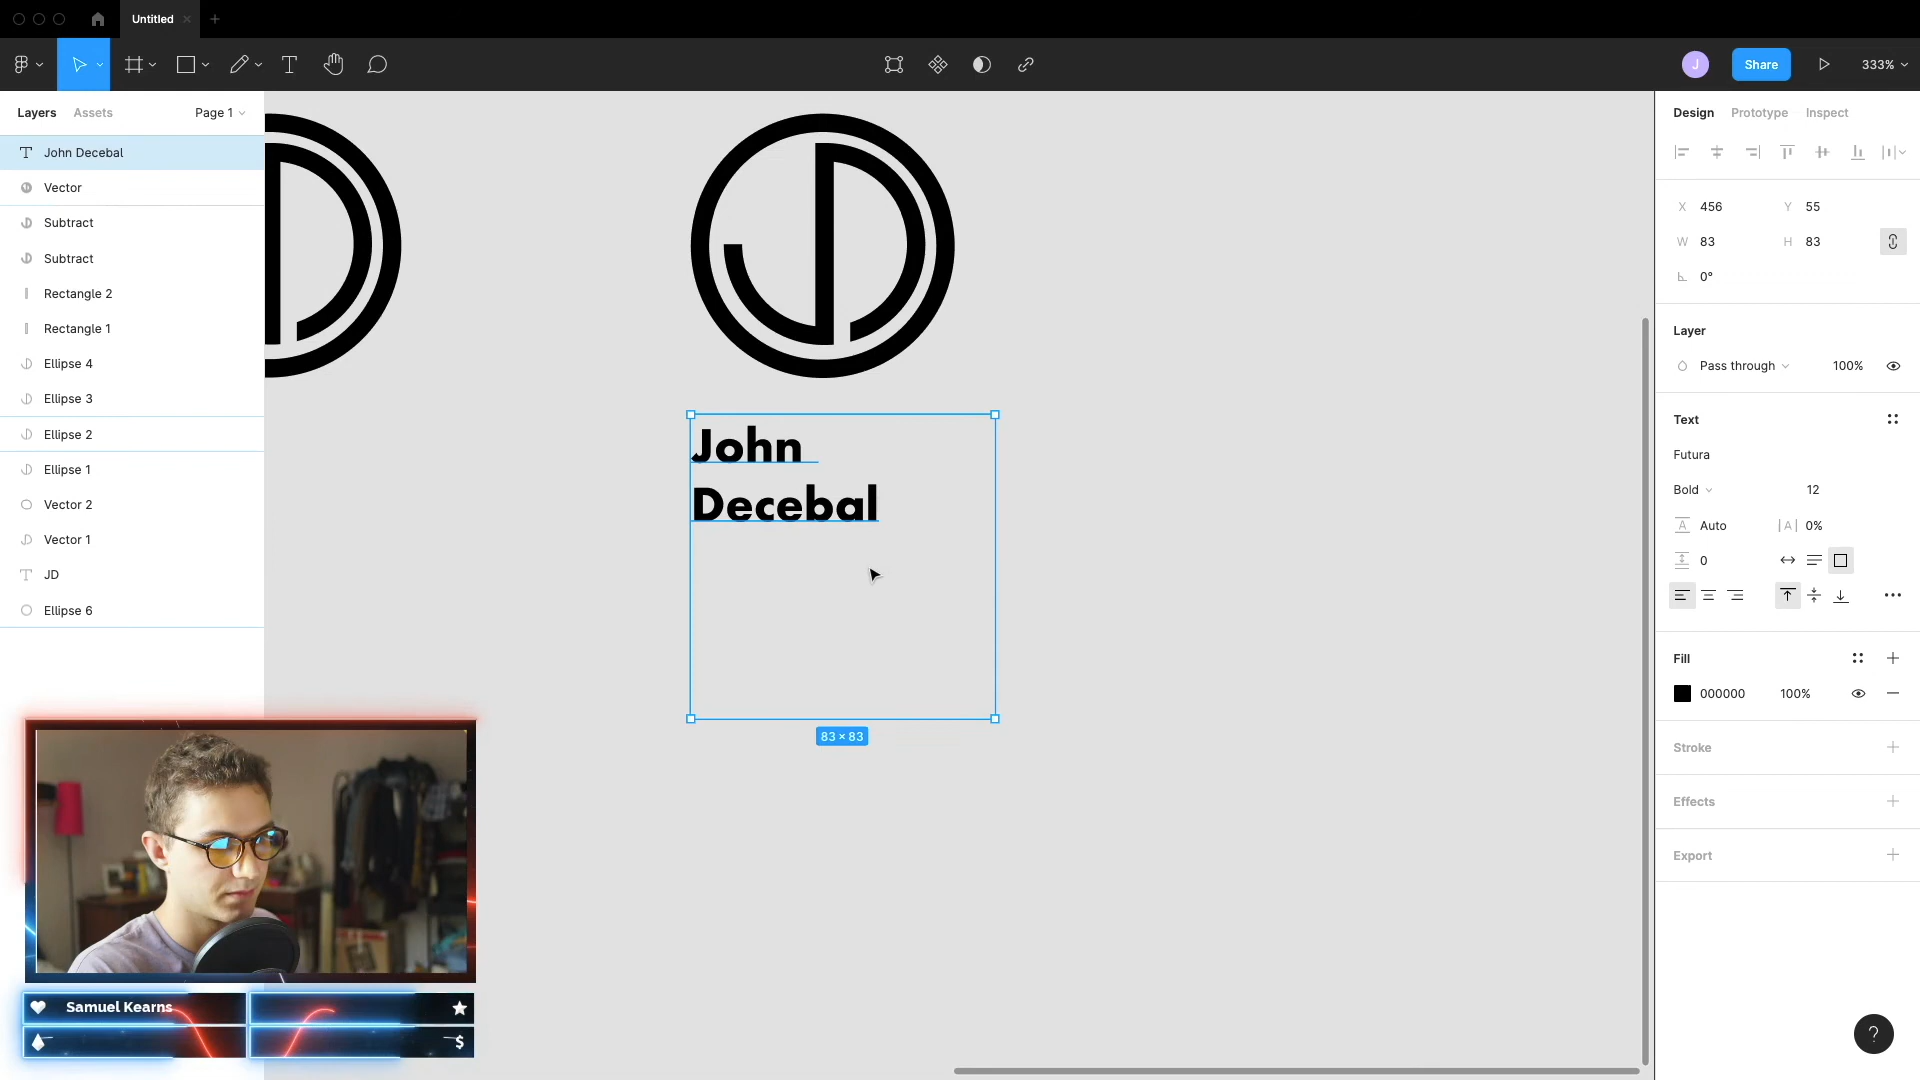 Untitled
J
Share
333%
Layers
Assets
Page 1
Design
Prototype
Inspect
John Decebal
Vector
Subtract
Subtract
Rectangle 2
Rectangle 1
Ellipse 4
Ellipse 3
Ellipse 2
Ellipse 1
Vector 2
Vector 1
JD
Ellipse 6
John
Decebal
83 × 83
X 456
Y 55
W 83
H 83
0°
Layer
Pass through
100%
Text
Futura
Bold
12
A Auto
|A| 0%
0
Fill
000000
100%
Stroke
Effects
Export
Samuel Kearns
$
?